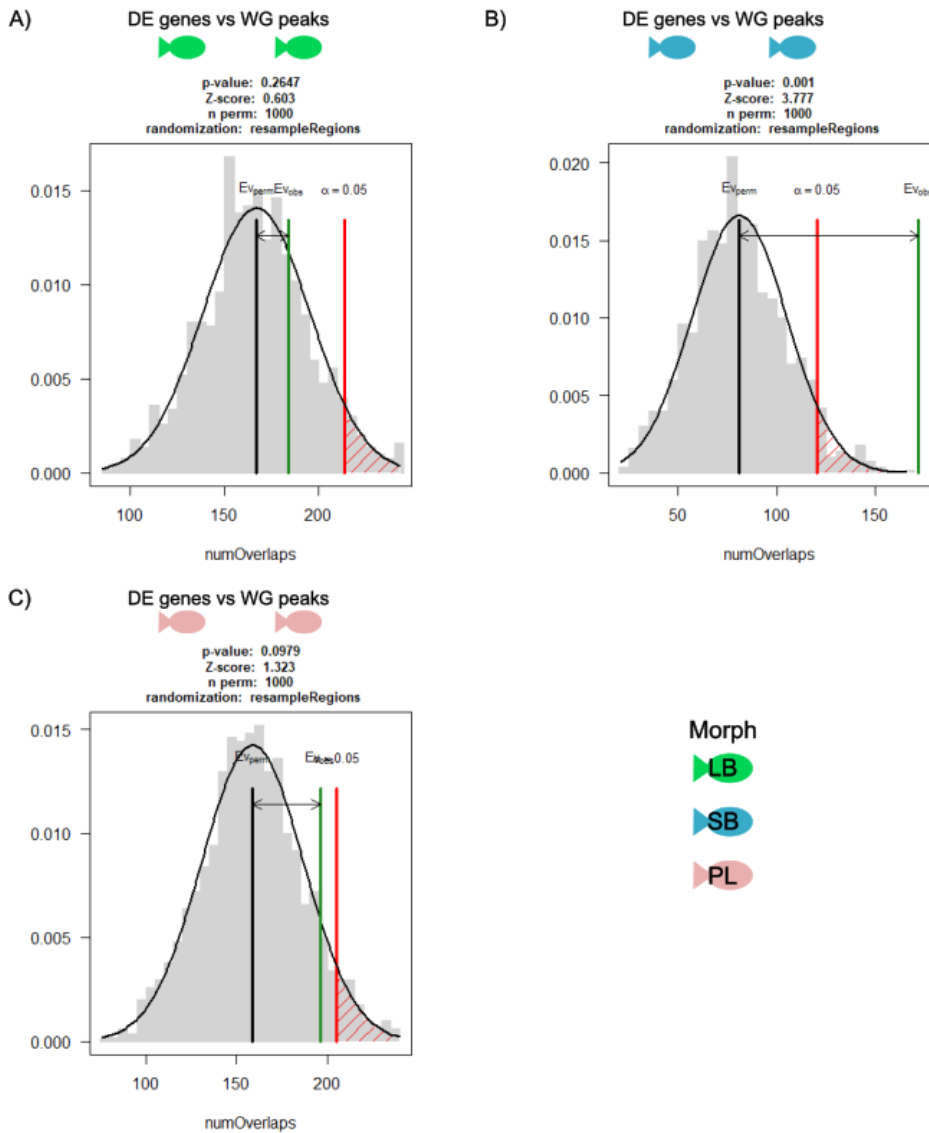 A)
DE genes vs WG peaks
p-value: 0.2647
Z-score: 0.603
n perm: 1000
randomization: resampleRegions
Evperm Evobs α = 0.05
0.015
0.010
0.005
0.000
100 150 200
numOverlaps
B)
DE genes vs WG peaks
p-value: 0.001
Z-score: 3.777
n perm: 1000
randomization: resampleRegions
Evperm α = 0.05 Evobs
0.020
0.015
0.010
0.005
0.000
50 100 150
numOverlaps
C)
DE genes vs WG peaks
p-value: 0.0979
Z-score: 1.323
n perm: 1000
randomization: resampleRegions
Evperm 0.05
0.015
0.010
0.005
0.000
100 150 200
numOverlaps
Morph
LB
SB
PL